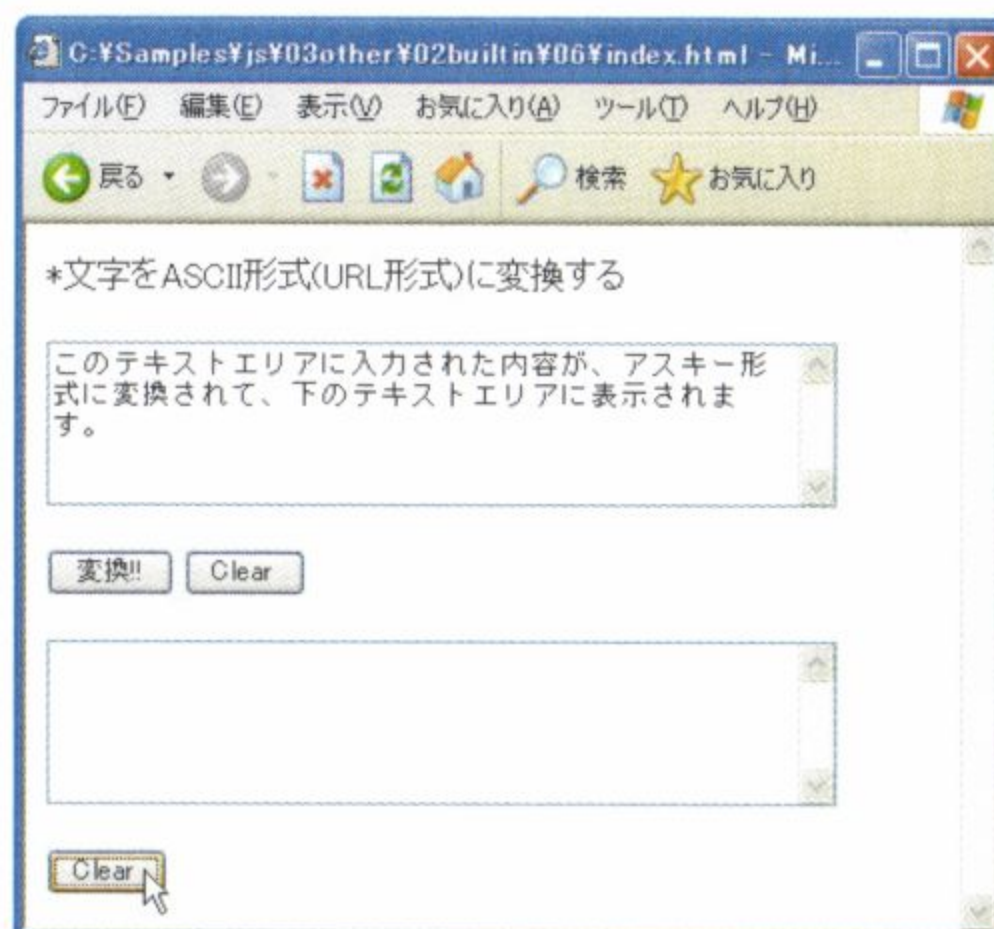 C:¥Samples¥js¥03other¥02builtin¥06¥index.html - Mi...
ファイル(F) 編集(E) 表示(V) お気に入り(A) ツール(T) ヘルプ(H)
戻る 検索 お気に入り
*文字をASCII形式(URL形式)に変換する
このテキストエリアに入力された内容が、アスキー形
式に変換されて、下のテキストエリアに表示されま
す。
変換!! Clear
Clear